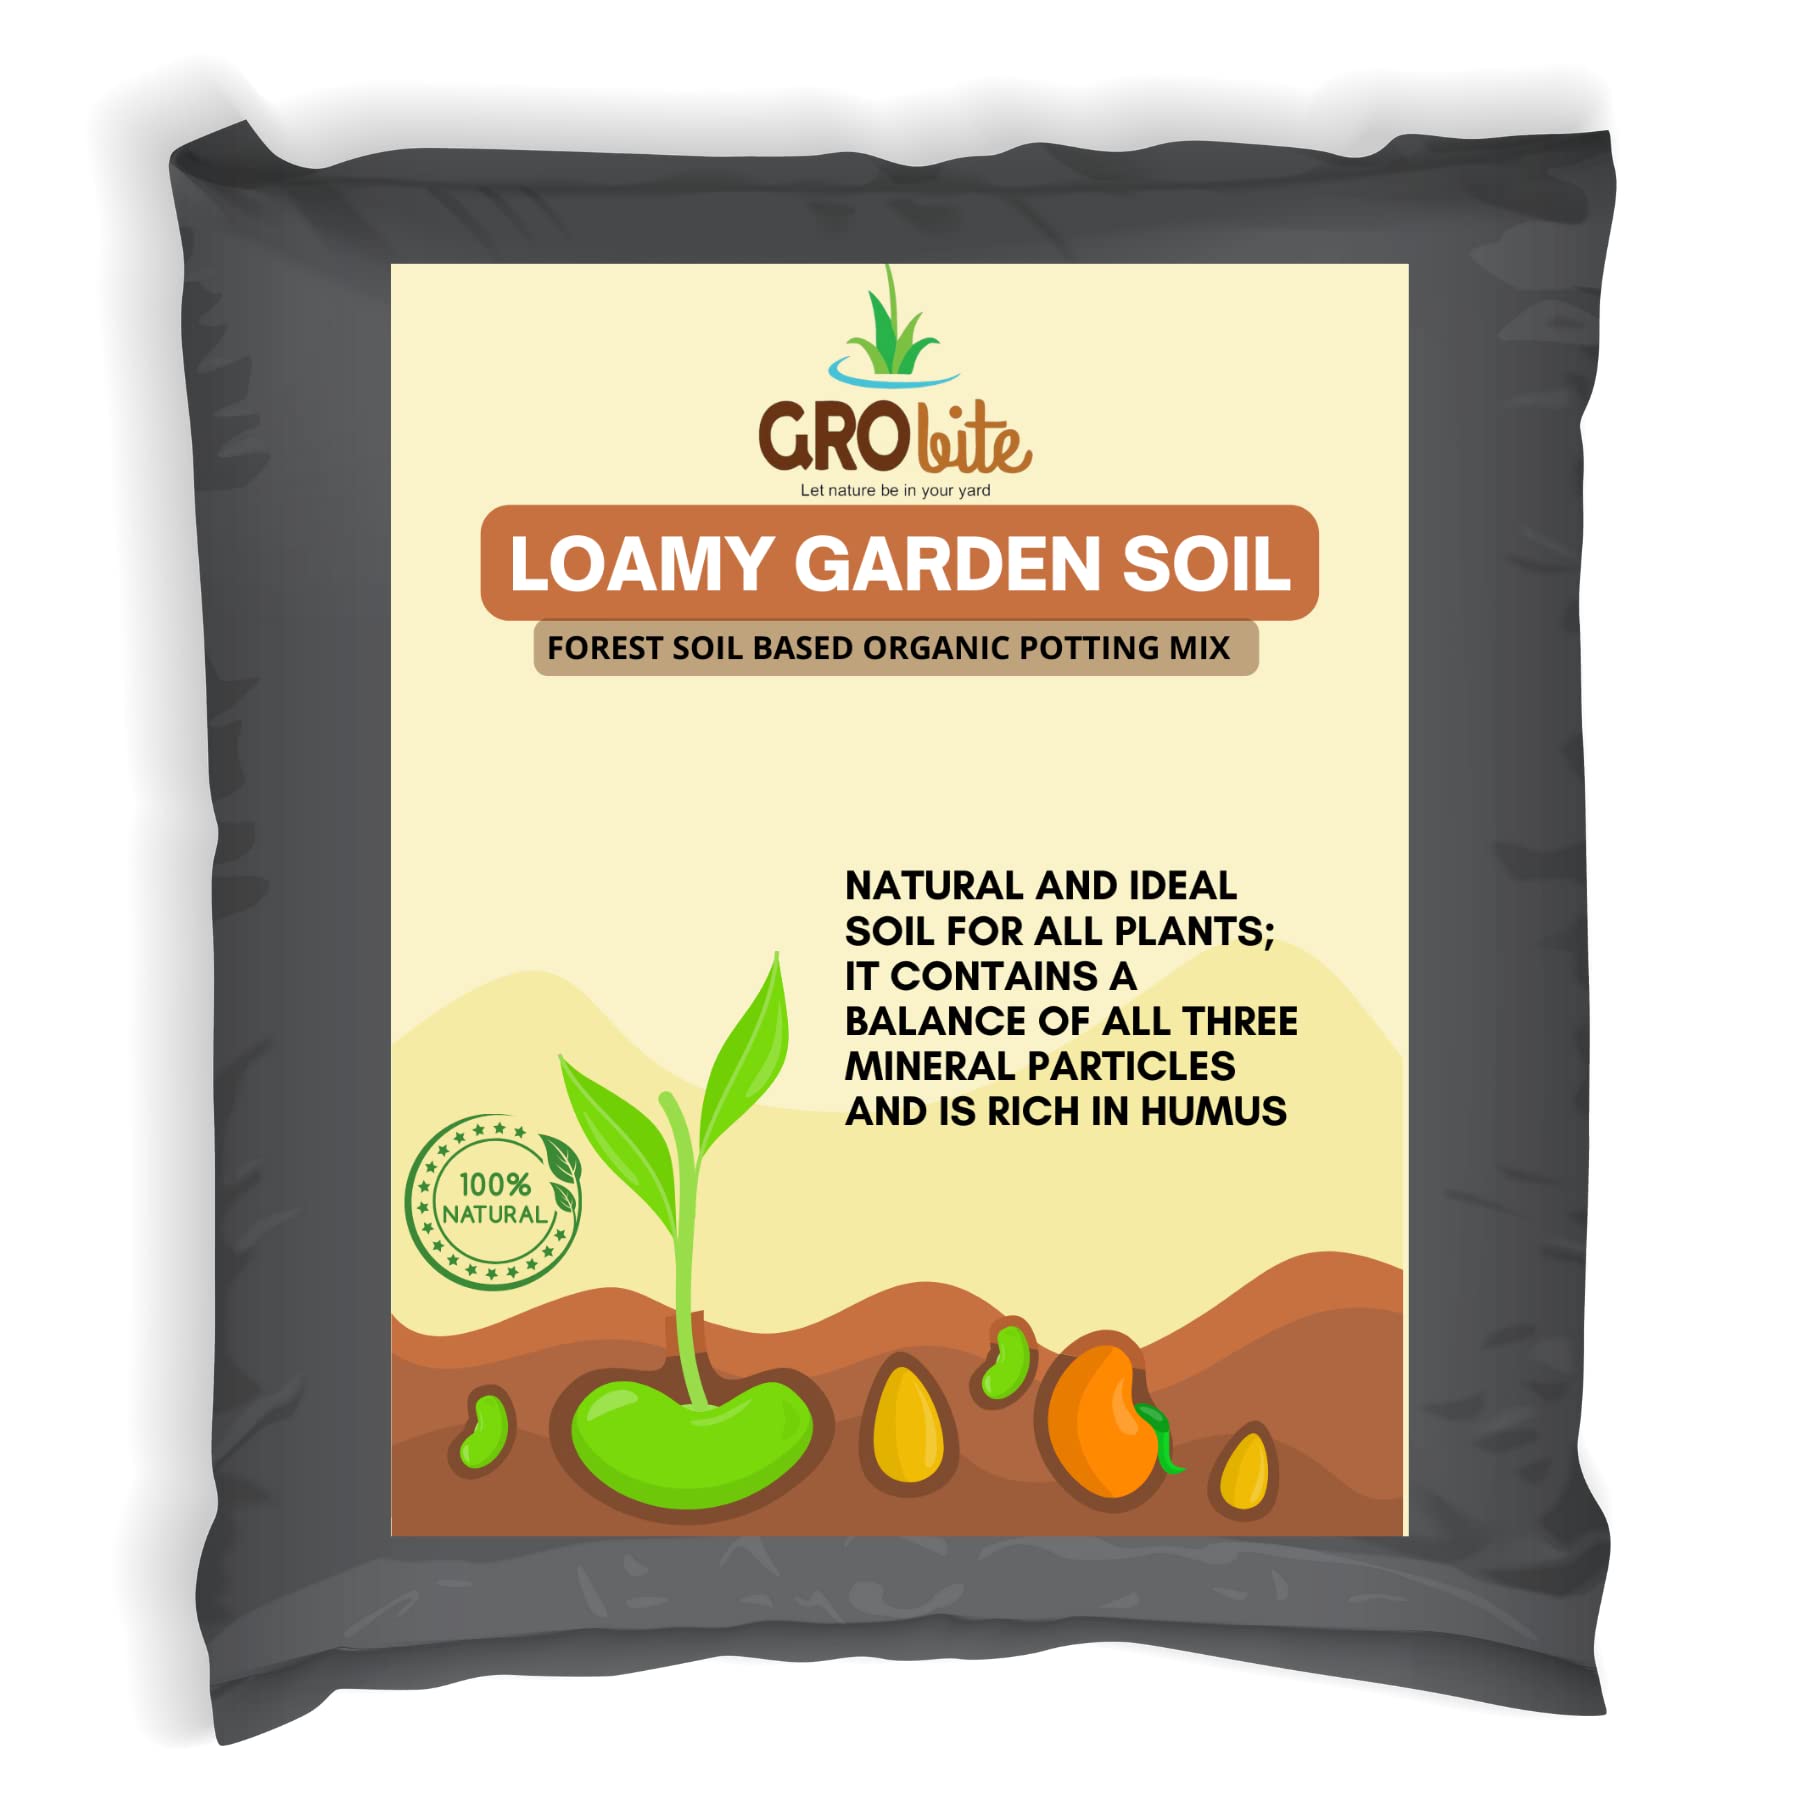 GRObite
Let nature be in your yard
LOAMY GARDEN SOIL
FOREST SOIL BASED ORGANIC POTTING MIX
NATURAL AND IDEAL
SOIL FOR ALL PLANTS;
IT CONTAINS A
BALANCE OF ALL THREE
MINERAL PARTICLES
AND IS RICH IN HUMUS
100%
NATURAL